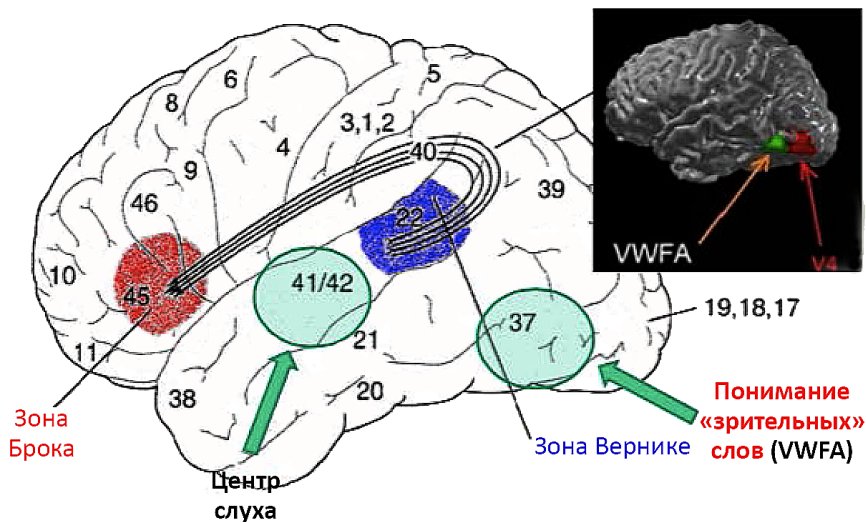 6
5
8
3,1,2
4
40
9
39
46
22
VWFA
V4
10
41/42
45
19,18,17
37
21
11
38
20
Зона
Брока
Центр
слуха
Зона Вернике
Понимание
«зрительных»
слов (VWFA)